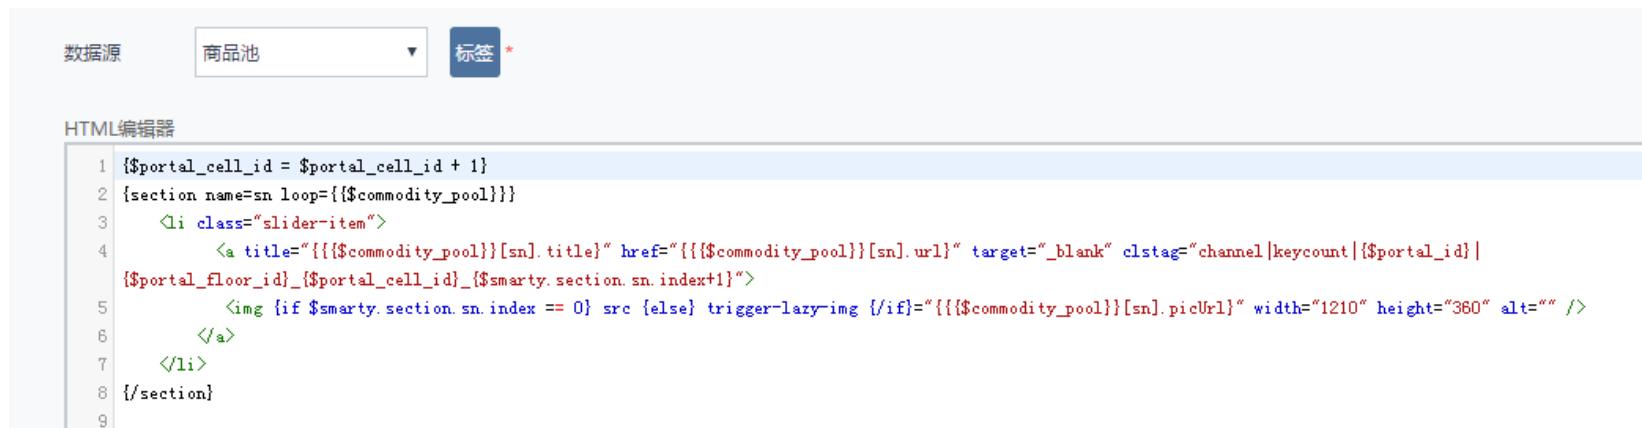 数据源 商品池 ▼ 标签 *
HTML编辑器
1 {$portal_cell_id = $portal_cell_id + 1}
2 {section name=sn loop={{$commodity_pool}}}
3 <li class="slider-item">
4 <a title="{{{$commodity_pool}}[sn].title}" href="{{{$commodity_pool}}[sn].url}" target="_blank" clstag="channel|keycount|{$portal_id}|
{$portal_floor_id}_{$portal_cell_id}_{$smarty.section.sn.index+1}">
5 <img {if $smarty.section.sn.index == 0} src {else} trigger-lazy-img {/if}="{{{$commodity_pool}}[sn].picUrl}" width="1210" height="360" alt="" />
6 </a>
7 </li>
8 {/section}
9